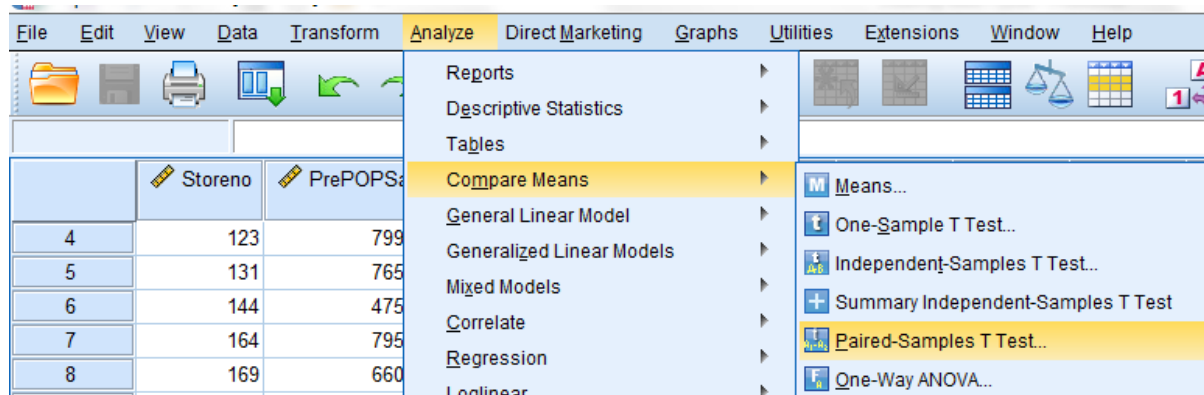 File Edit View Data Transform Analyze Direct Marketing Graphs Utilities Extensions Window Help
Reports
Descriptive Statistics
Tables
Storeno PrePOPSa Compare Means Means...
General Linear Model One-Sample T Test...
4 123 799
Generalized Linear Models Independent-Samples T Test...
5 131 765
Mixed Models Summary Independent-Samples T Test
6 144 475
Correlate
7 164 795 Paired-Samples T Test...
Regression
8 169 660 One-Way ANOVA...
Loglinear